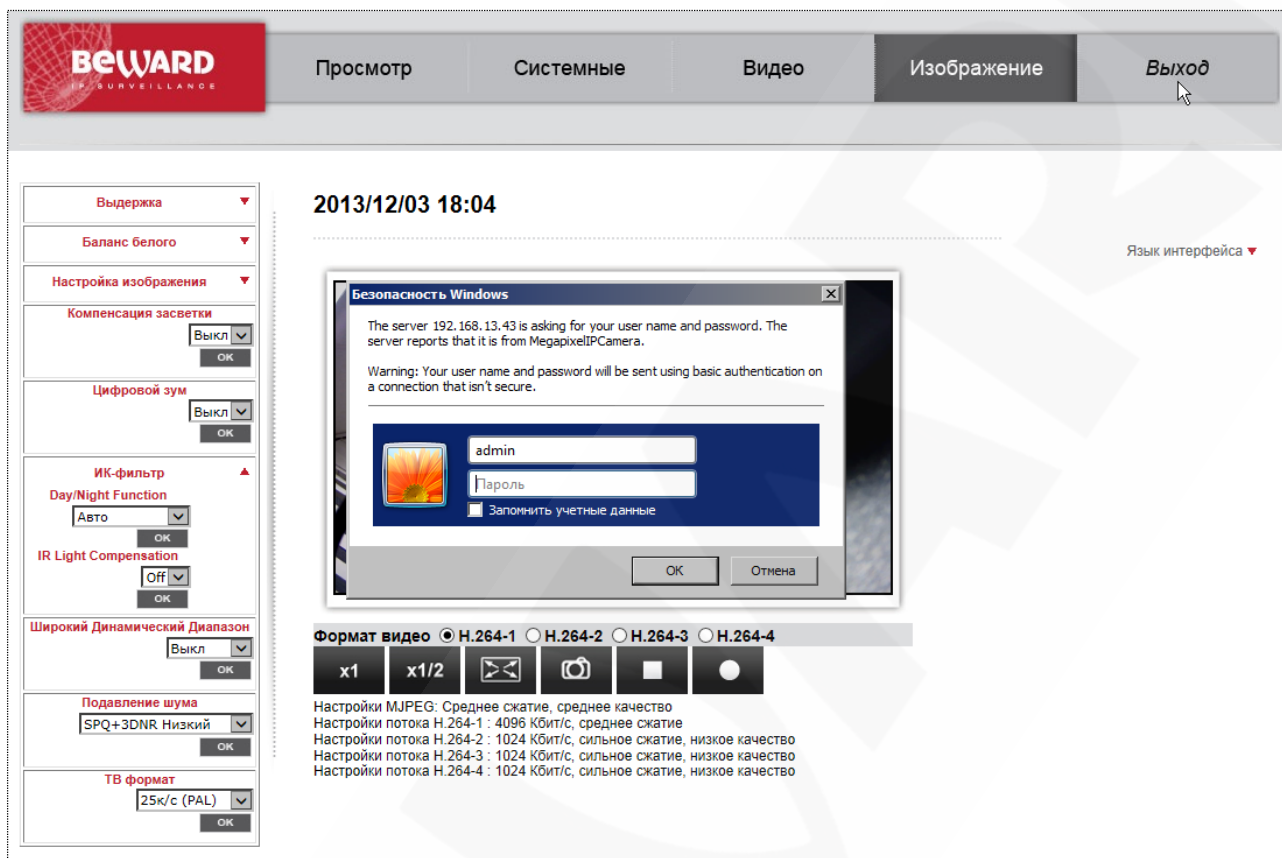 BEWARD
IP SURVEILLANCE
Просмотр
Системные
Видео
Изображение
Выход
Выдержка
Баланс белого
Настройка изображения
Компенсация засветки
Выкл
OK
Цифровой зум
Выкл
OK
ИК-фильтр
Day/Night Function
Авто
OK
IR Light Compensation
Off
OK
Широкий Динамический Диапазон
Выкл
OK
Подавление шума
SPQ+3DNR Низкий
OK
ТВ формат
25к/с (PAL)
OK
2013/12/03 18:04
Язык интерфейса
Безопасность Windows
The server 192.168.13.43 is asking for your user name and password. The
server reports that it is from MegapixelIPCamera.
Warning: Your user name and password will be sent using basic authentication on
a connection that isn't secure.
admin
Пароль
Запомнить учетные данные
OK
Отмена
Формат видео H.264-1 H.264-2 H.264-3 H.264-4
x1
x1/2
Настройки MJPEG: Среднее сжатие, среднее качество
Настройки потока H.264-1 : 4096 Кбит/с, среднее сжатие
Настройки потока H.264-2 : 1024 Кбит/с, сильное сжатие, низкое качество
Настройки потока H.264-3 : 1024 Кбит/с, сильное сжатие, низкое качество
Настройки потока H.264-4 : 1024 Кбит/с, сильное сжатие, низкое качество